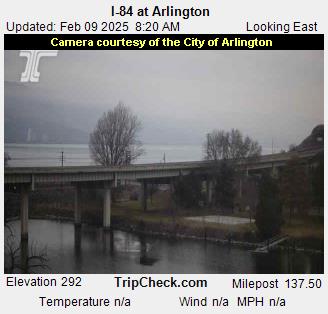 I-84 at Arlington
Updated: Feb 09 2025 8:20 AM Looking East
Camera courtesy of the City of Arlington
Elevation 292 TripCheck.com Milepost 137.50
Temperature n/a Wind n/a MPH n/a